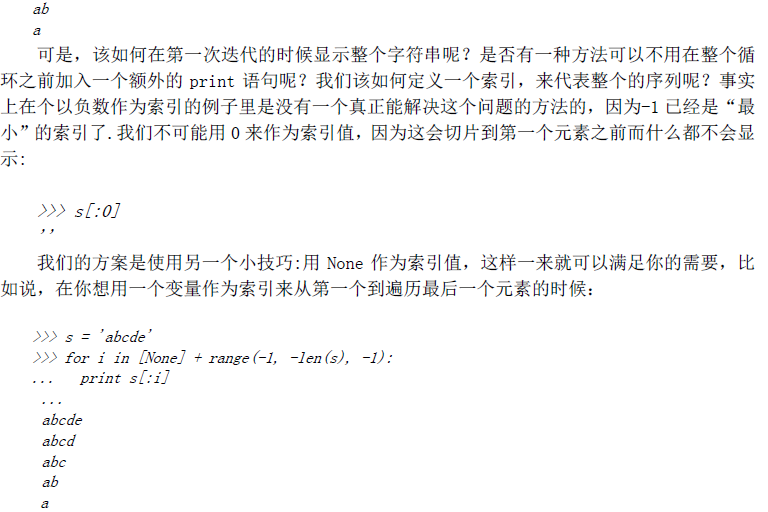 ab
a
可是，该如何在第一次迭代的时候显示整个字符串呢？是否有一种方法可以不用在整个循
环之前加入一个额外的 print 语句呢？我们该如何定义一个索引，来代表整个的序列呢？事实
上在个以负数作为索引的例子里是没有一个真正能解决这个问题的方法的，因为-1 已经是“最
小”的索引了.我们不可能用 0 来作为索引值，因为这会切片到第一个元素之前而什么都不会显
示:
>>> s[:0]
''
我们的方案是使用另一个小技巧:用 None 作为索引值，这样一来就可以满足你的需要，比
如说，在你想用一个变量作为索引来从第一个到遍历最后一个元素的时候：
>>> s = 'abcde'
>>> for i in [None] + range(-1, -len(s), -1):
... print s[:i]
...
abcde
abcd
abc
ab
a